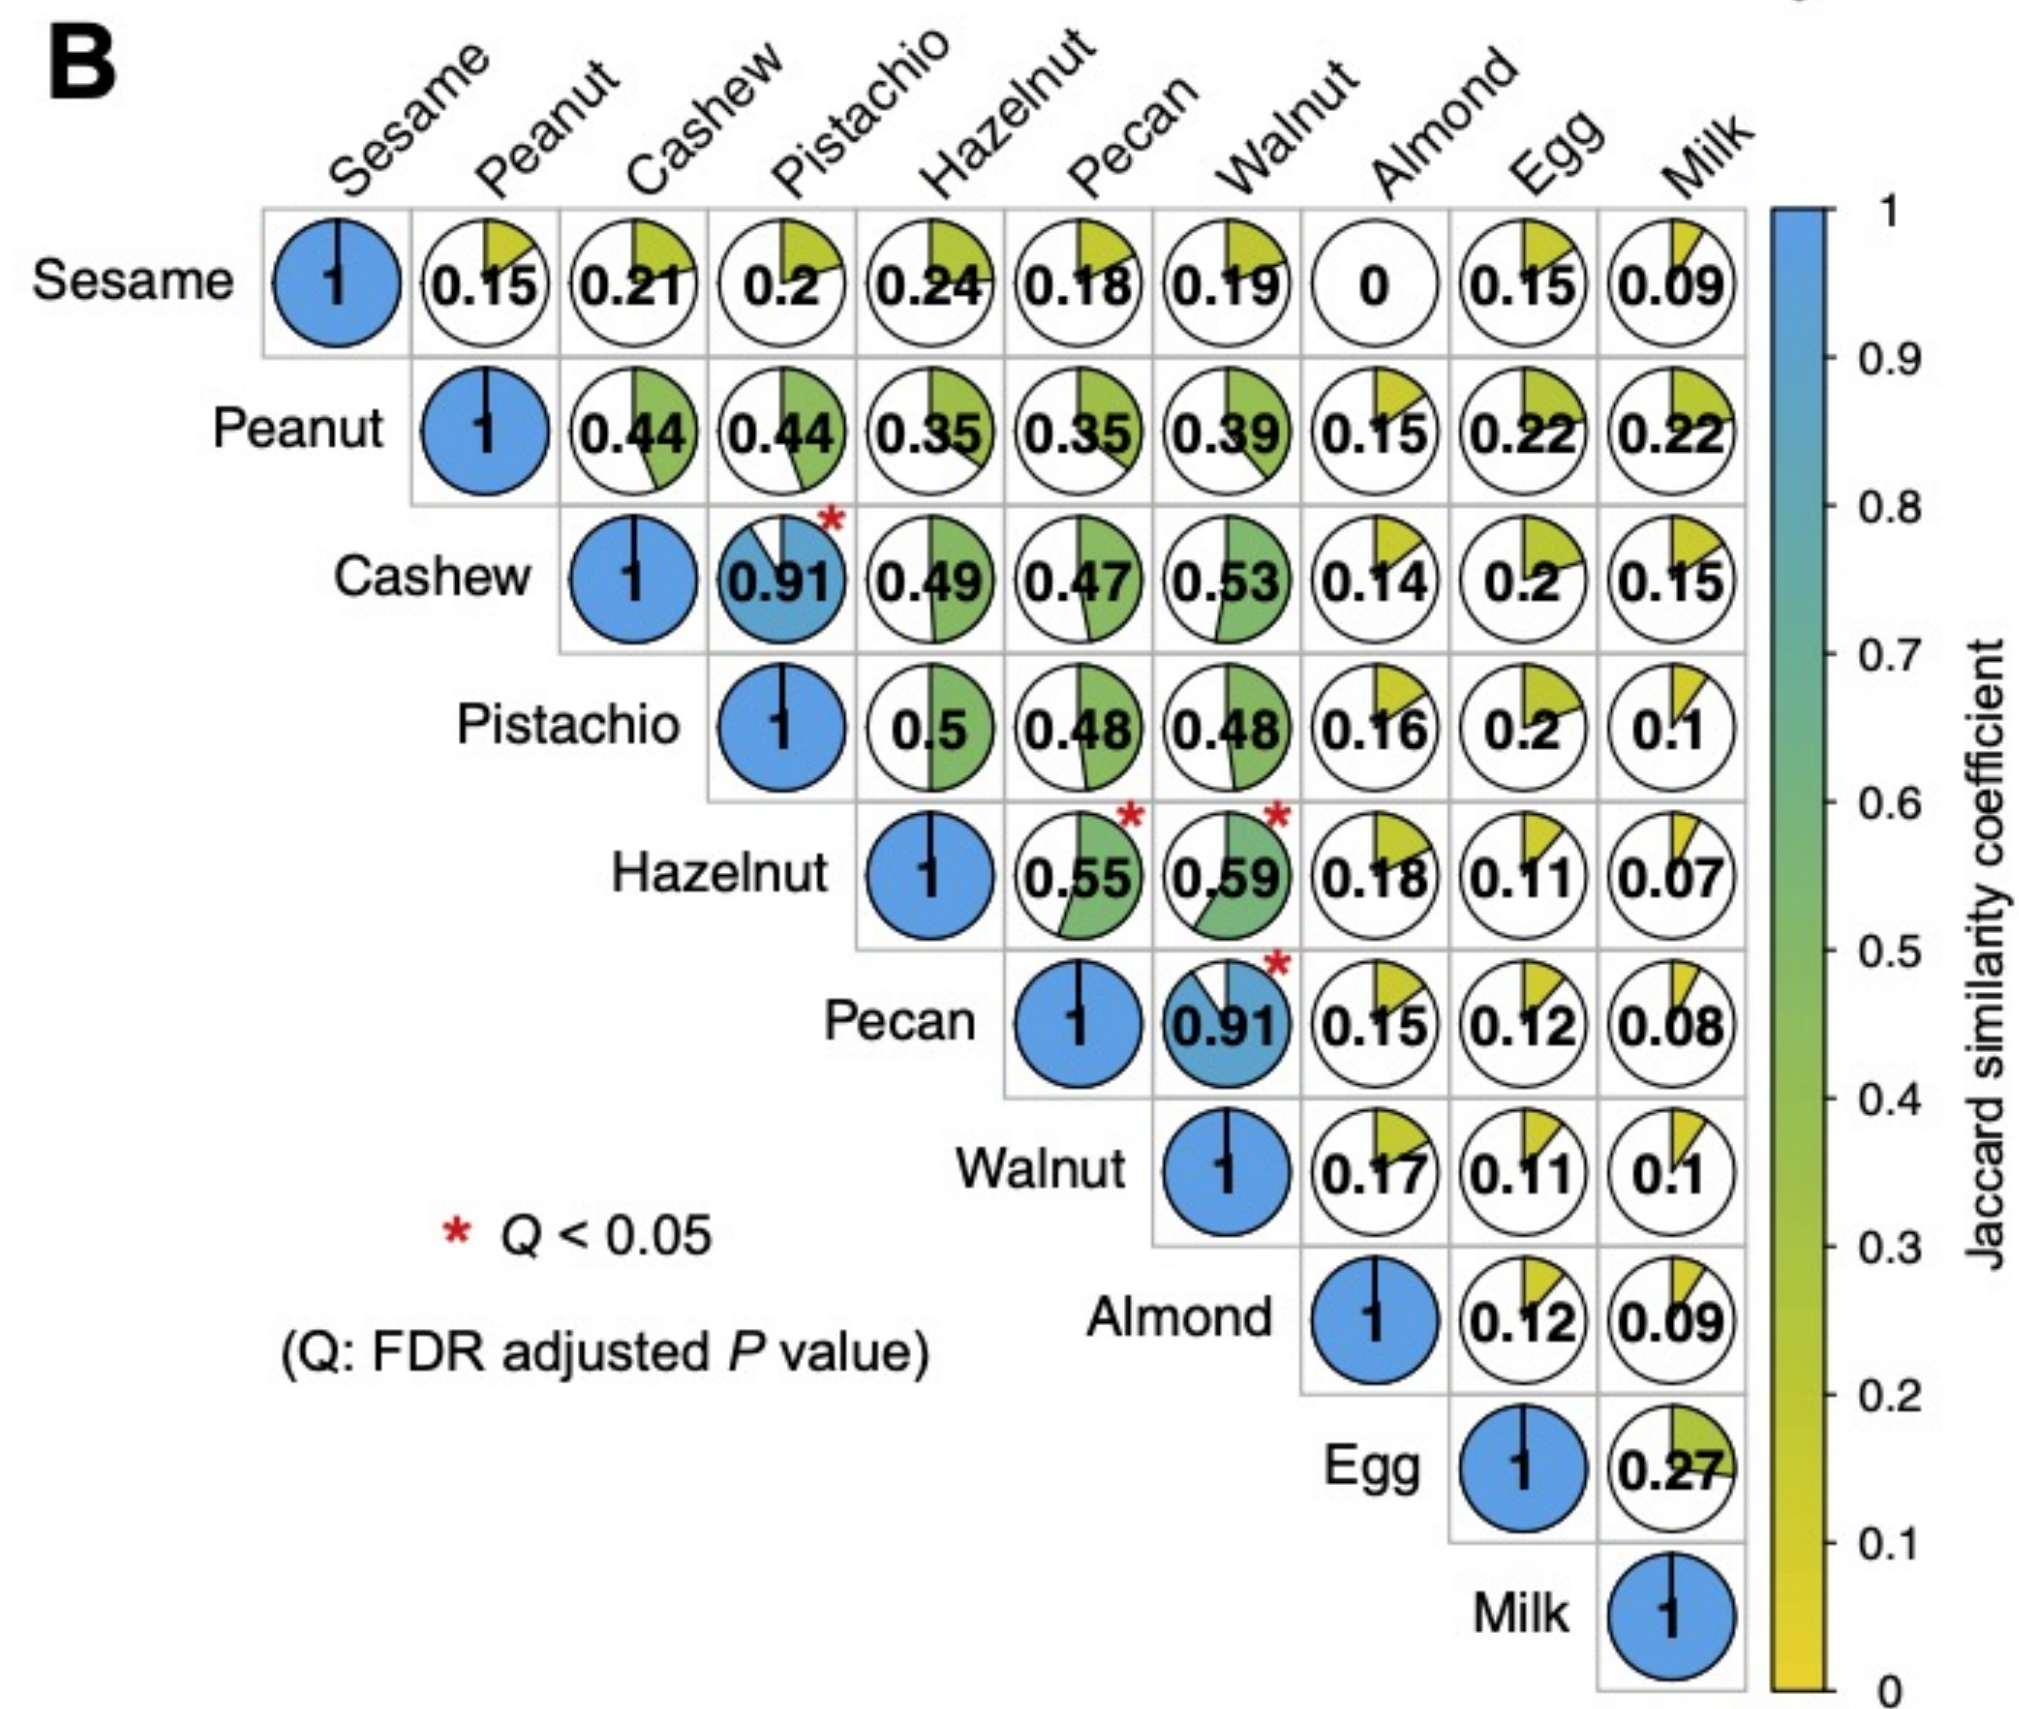 B
Sesame Peanut Cashew Pistachio Hazelnut Pecan Walnut Almond Egg Milk
Sesame 1 0.15 0.21 0.2 0.24 0.18 0.19 0 0.15 0.09
Peanut 1 0.44 0.44 0.35 0.35 0.39 0.15 0.22 0.22
Cashew 1 0.91 * 0.49 0.47 0.53 0.14 0.2 0.15
Pistachio 1 0.5 0.48 0.48 0.16 0.2 0.1
Hazelnut 1 0.55 * 0.59 * 0.18 0.11 0.07
Pecan 1 0.91 * 0.15 0.12 0.08
Walnut 1 0.17 0.11 0.1
Almond 1 0.12 0.09
Egg 1 0.27
Milk 1
* Q < 0.05
(Q: FDR adjusted P value)
1
0.9
0.8
0.7
0.6
0.5
0.4
0.3
0.2
0.1
0
Jaccard similarity coefficient